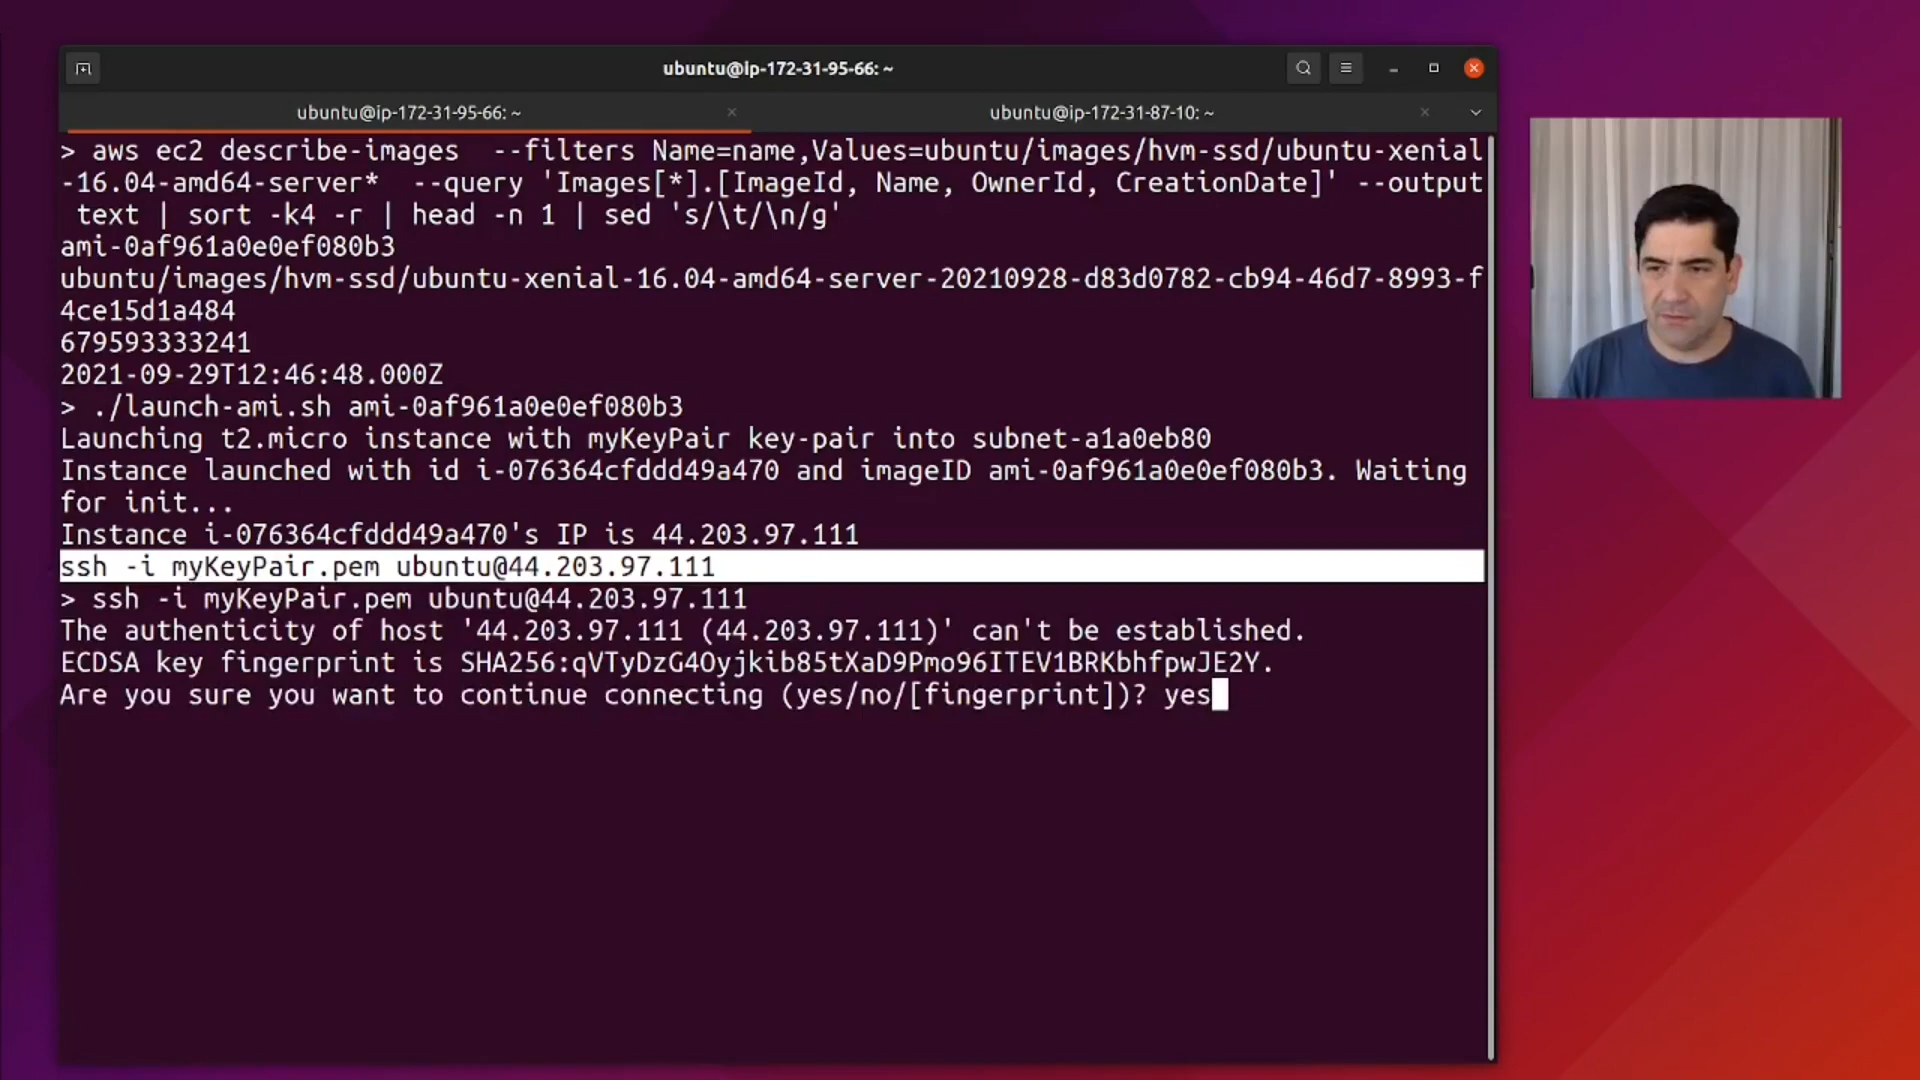 ubuntu@ip-172-31-95-66: ~
ubuntu@ip-172-31-95-66: ~
ubuntu@ip-172-31-87-10: ~
> aws ec2 describe-images  --filters Name=name,Values=ubuntu/images/hvm-ssd/ubuntu-xenial
-16.04-amd64-server*  --query 'Images[*].[ImageId, Name, OwnerId, CreationDate]' --output
text | sort -k4 -r | head -n 1 | sed 's/\t/\n/g'
ami-0af961a0e0ef080b3
ubuntu/images/hvm-ssd/ubuntu-xenial-16.04-amd64-server-20210928-d83d0782-cb94-46d7-8993-f
4ce15d1a484
679593333241
2021-09-29T12:46:48.000Z
> ./launch-ami.sh ami-0af961a0e0ef080b3
Launching t2.micro instance with myKeyPair key-pair into subnet-a1a0eb80
Instance launched with id i-076364cfddd49a470 and imageID ami-0af961a0e0ef080b3. Waiting
for init...
Instance i-076364cfddd49a470's IP is 44.203.97.111
ssh -i myKeyPair.pem ubuntu@44.203.97.111
> ssh -i myKeyPair.pem ubuntu@44.203.97.111
The authenticity of host '44.203.97.111 (44.203.97.111)' can't be established.
ECDSA key fingerprint is SHA256:qVTyDzG4Oyjkib85tXaD9Pmo96ITEV1BRKbhfpwJE2Y.
Are you sure you want to continue connecting (yes/no/[fingerprint])? yes